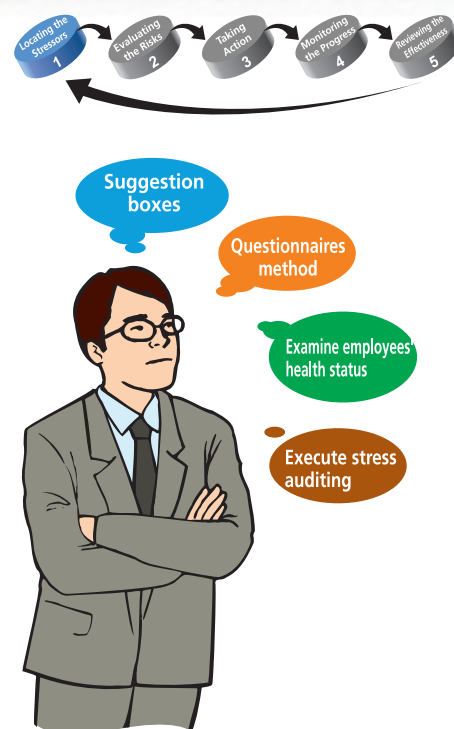 Locating the
Stressors
1
Evaluating
the Risks
2
Taking
Action
3
Monitoring
the Progress
4
Reviewing the
Effectiveness
5
Suggestion
boxes
Questionnaires
method
Examine employees'
health status
Execute stress
auditing